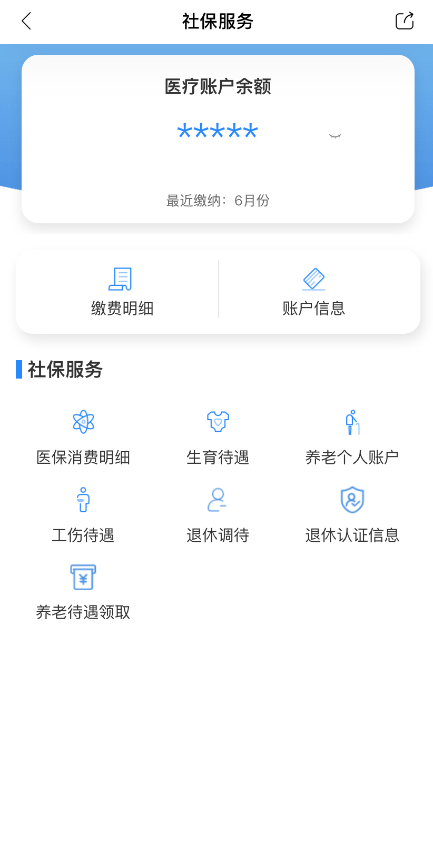 社保服务
医疗账户余额
*****
最近缴纳：6月份
缴费明细 账户信息
社保服务
医保消费明细 生育待遇 养老个人账户
工伤待遇 退休调待 退休认证信息
养老待遇领取